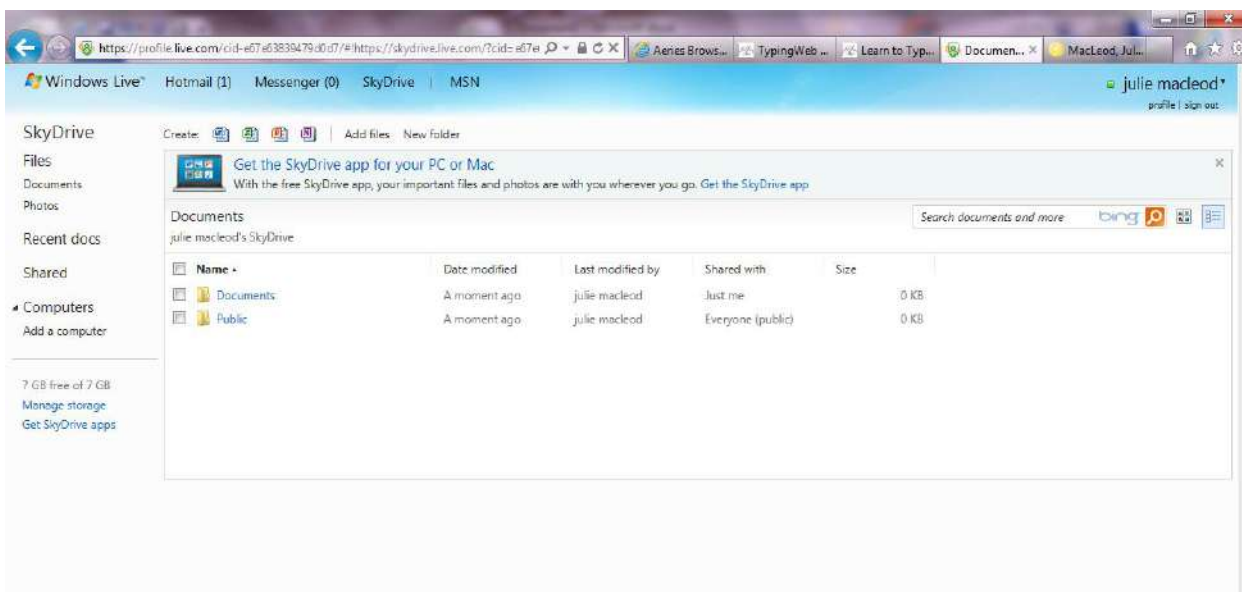 https://profile.live.com/cid-e67e63839479d0d7/#!https://skydrive.live.com/?cid=e67e
Aeries Brows...
TypingWeb ...
Learn to Typ...
Documen...
MacLeod, Jul...
Windows Live
Hotmail (1) Messenger (0) SkyDrive | MSN
julie macleod
profile | sign out
SkyDrive
Files
Documents
Photos
Recent docs
Shared
Computers
Add a computer
7 GB free of 7 GB
Manage storage
Get SkyDrive apps
Create: Add files New folder
Get the SkyDrive app for your PC or Mac
With the free SkyDrive app, your important files and photos are with you wherever you go. Get the SkyDrive app
Documents
julie macleod's SkyDrive
Search documents and more bing
Name Date modified Last modified by Shared with Size
Documents A moment ago julie macleod Just me 0 KB
Public A moment ago julie macleod Everyone (public) 0 KB